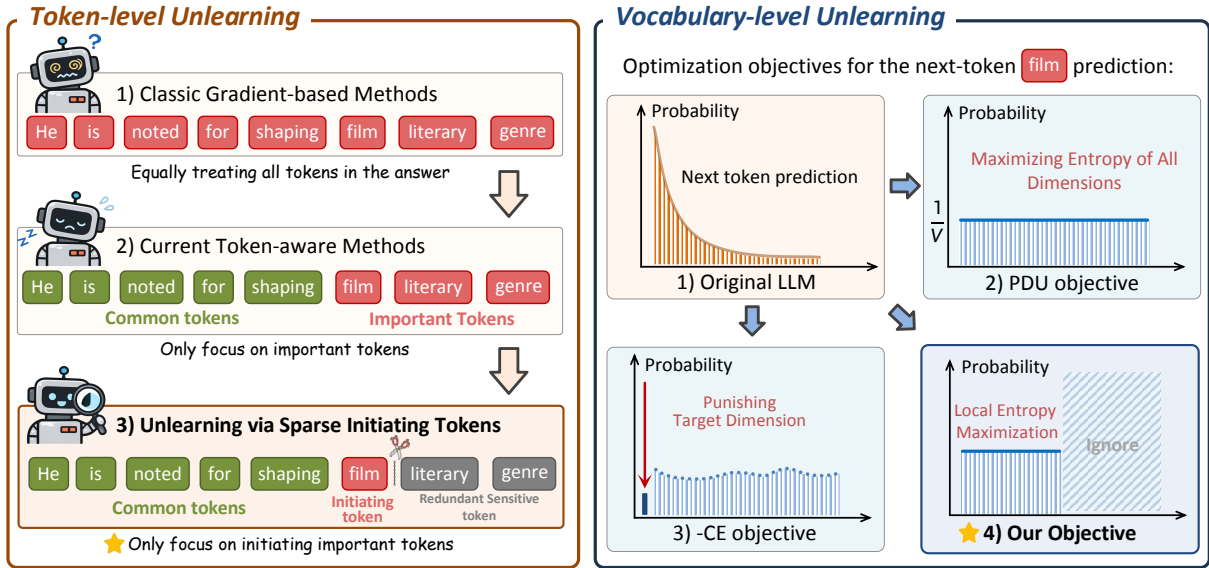 Token-level Unlearning
?
1) Classic Gradient-based Methods
He is noted for shaping film literary genre
Equally treating all tokens in the answer
zzz
2) Current Token-aware Methods
He is noted for shaping film literary genre
Common tokens Important Tokens
Only focus on important tokens
3) Unlearning via Sparse Initiating Tokens
He is noted for shaping film literary genre
Common tokens
Initiating
token
Redundant Sensitive
token
Only focus on initiating important tokens
Vocabulary-level Unlearning
Optimization objectives for the next-token film prediction:
Probability
Next token prediction
1) Original LLM
Probability
Maximizing Entropy of All
Dimensions
1
V
2) PDU objective
Probability
Punishing
Target Dimension
3) -CE objective
Probability
Local Entropy
Maximization
Ignore
4) Our Objective